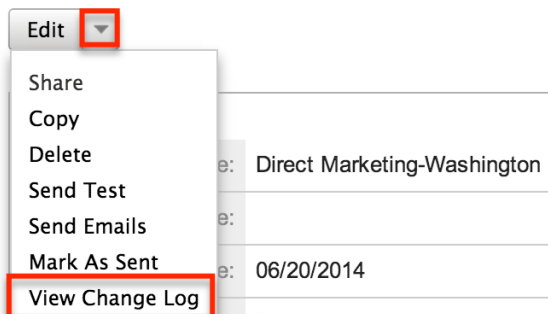 Edit
Share
Copy
Delete
e: Direct Marketing-Washington
Send Test
Send Emails
e:
Mark As Sent
e: 06/20/2014
View Change Log